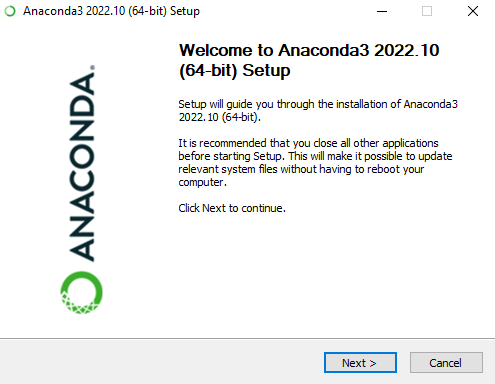 Anaconda3 2022.10 (64-bit) Setup
Welcome to Anaconda3 2022.10
(64-bit) Setup
Setup will guide you through the installation of Anaconda3
2022.10 (64-bit).
It is recommended that you close all other applications
before starting Setup. This will make it possible to update
relevant system files without having to reboot your
computer.
Click Next to continue.
ANACONDA.
Next >
Cancel